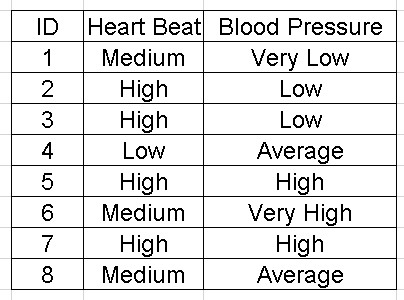 ID Heart Beat Blood Pressure
1 Medium Very Low
2 High Low
3 High Low
4 Low Average
5 High High
6 Medium Very High
7 High High
8 Medium Average